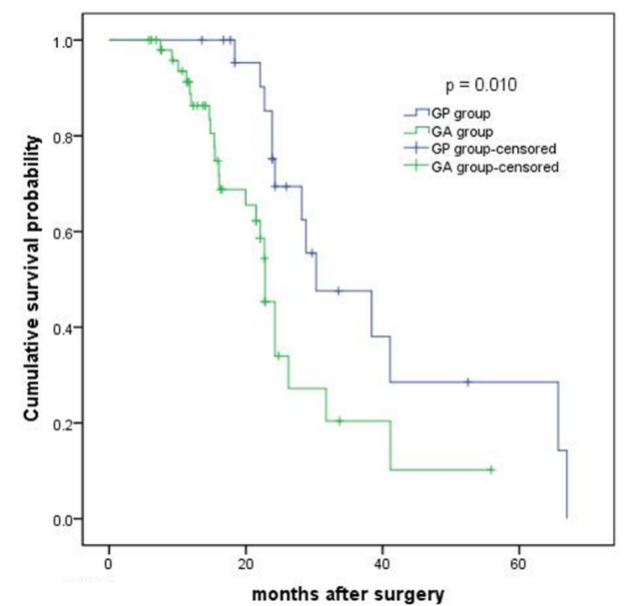 1.0
0.8
0.6
0.4
0.2
0.0
Cumulative survival probability
p = 0.010
GP group
GA group
GP group-censored
GA group-censored
0 20 40 60
months after surgery